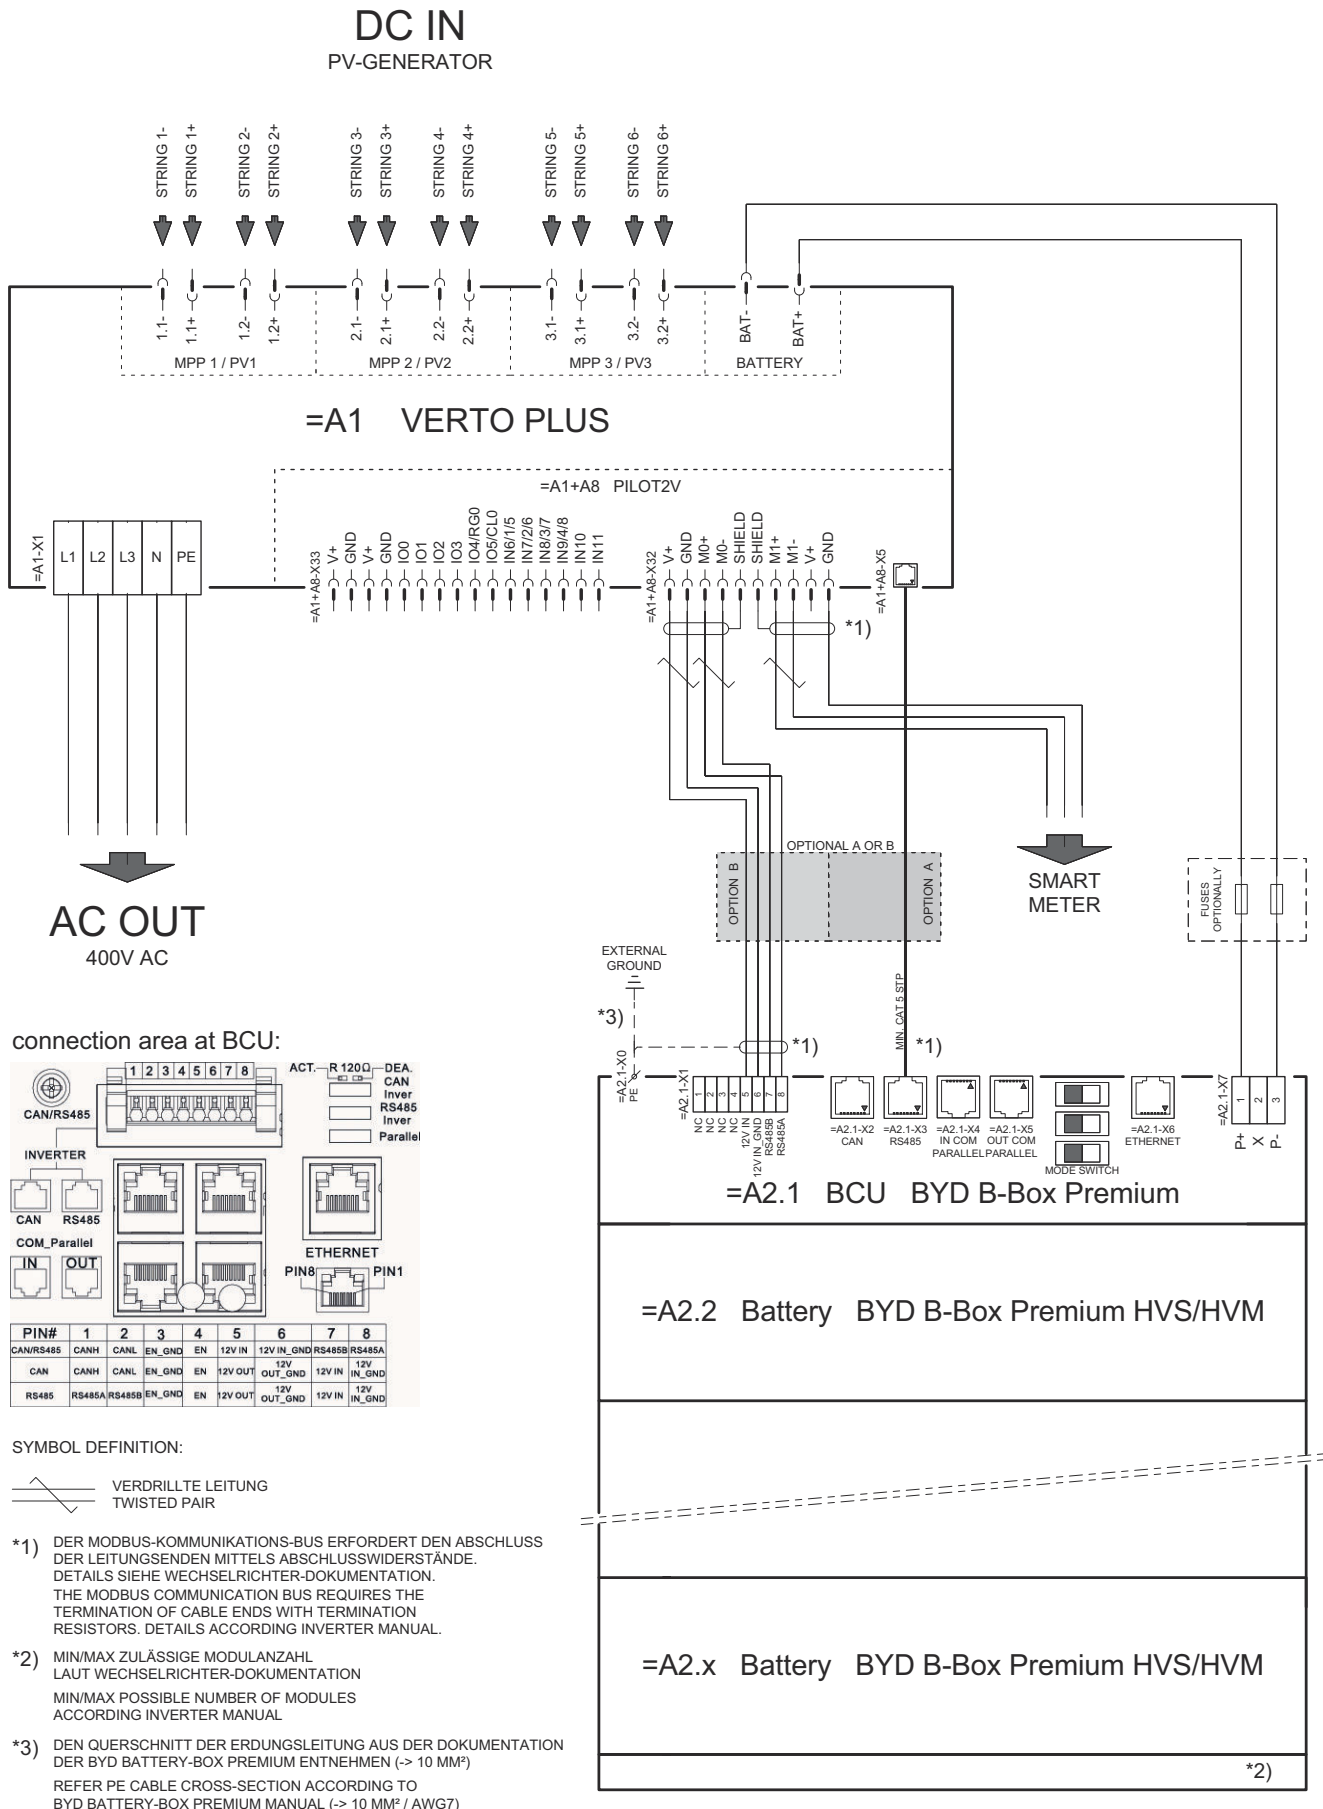 DC IN
PV-GENERATOR
STRING 1-
STRING 1+
STRING 2-
STRING 2+
STRING 3-
STRING 3+
STRING 4-
STRING 4+
STRING 5-
STRING 5+
STRING 6-
STRING 6+
1.1-
1.1+
1.2-
1.2+
2.1-
2.1+
2.2-
2.2+
3.1-
3.1+
3.2-
3.2+
BAT-
BAT+
MPP 1 / PV1
MPP 2 / PV2
MPP 3 / PV3
BATTERY
=A1 VERTO PLUS
=A1+A8 PILOT2V
=A1-X1
L1
L2
L3
N
PE
=A1+A8-X33
V+
GND
V+
GND
IO0
IO1
IO2
IO3
IO4/RG0
IO5/CL0
IN6/1/5
IN7/2/6
IN8/3/7
IN9/4/8
IN10
IN11
=A1+A8-X32
V+
GND
M0+
M0-
SHIELD
SHIELD
M1+
M1-
V+
GND
=A1+A8-X5
*1)
AC OUT
400V AC
OPTIONAL A OR B
OPTION B
OPTION A
SMART
METER
FUSES
OPTIONALLY
EXTERNAL
GROUND
*3)
MIN. CAT 5 STP
*1)
*1)
=A2.1-X0
PE
=A2.1-X1
1
2
3
4
5
6
7
8
NC
NC
NC
NC
12V IN
12V IN_GND
RS485B
RS485A
=A2.1-X2
CAN
=A2.1-X3
RS485
=A2.1-X4
IN COM
PARALLEL
=A2.1-X5
OUT COM
PARALLEL
MODE SWITCH
=A2.1-X6
ETHERNET
=A2.1-X7
1
2
3
P+
X
P-
=A2.1 BCU BYD B-Box Premium
=A2.2 Battery BYD B-Box Premium HVS/HVM
=A2.x Battery BYD B-Box Premium HVS/HVM
*2)
connection area at BCU:
1 2 3 4 5 6 7 8
ACT. R 120Ω DEA.
CAN
Inver
RS485
Inver
Parallel
CAN/RS485
INVERTER
CAN
RS485
COM_Parallel
IN
OUT
ETHERNET
PIN8
PIN1
PIN# 1 2 3 4 5 6 7 8
CAN/RS485 CANH CANL EN_GND EN 12V IN 12V IN_GND RS485B RS485A
CAN CANH CANL EN_GND EN 12V OUT 12V OUT_GND 12V IN 12V IN_GND
RS485 RS485A RS485B EN_GND EN 12V OUT 12V OUT_GND 12V IN 12V IN_GND
SYMBOL DEFINITION:
VERDRILLTE LEITUNG
TWISTED PAIR
*1) DER MODBUS-KOMMUNIKATIONS-BUS ERFORDERT DEN ABSCHLUSS
DER LEITUNGSENDEN MITTELS ABSCHLUSSWIDERSTÄNDE.
DETAILS SIEHE WECHSELRICHTER-DOKUMENTATION.
THE MODBUS COMMUNICATION BUS REQUIRES THE
TERMINATION OF CABLE ENDS WITH TERMINATION
RESISTORS. DETAILS ACCORDING INVERTER MANUAL.
*2) MIN/MAX ZULÄSSIGE MODULANZAHL
LAUT WECHSELRICHTER-DOKUMENTATION
MIN/MAX POSSIBLE NUMBER OF MODULES
ACCORDING INVERTER MANUAL
*3) DEN QUERSCHNITT DER ERDUNGSLEITUNG AUS DER DOKUMENTATION
DER BYD BATTERY-BOX PREMIUM ENTNEHMEN (-> 10 MM²)
REFER PE CABLE CROSS-SECTION ACCORDING TO
BYD BATTERY-BOX PREMIUM MANUAL (-> 10 MM² / AWG7)